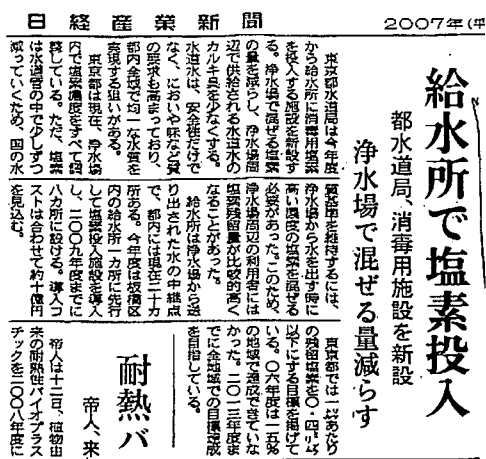 日経産業新聞
2007年(平
給水所で塩素投入
都水道局、消毒用施設を新設
浄水場で混ぜる量減らす
東京都水道局は今年度
から給水所に消毒用塩素
を投入する施設を新設す
る。浄水場で混ぜる塩素
の量を減らし、浄水場周
辺で供給される水道水の
カルキ臭を少なくする。
水道水は、安全性だけで
なく、においや味など質
の要求も高まっており、
都内全域で均一な水質を
実現する狙いがある。
東京都は現在、浄水場
内で塩素濃度をすべて調
整している。ただ、塩素
は水道管の中で少しずつ
減っていくため、国の水
質基準を維持するには、
浄水場から水を出す時に
高い濃度の塩素を混ぜる
必要があった。このため、
浄水場周辺の利用者には
塩素残留量が比較的高く
なることがあった。
給水所は浄水場から送
り出された水の中継点
で、都内には現在二十カ
所ある。今年度は板橋区
内の給水所一カ所に先行
して塩素投入施設を導入
し、二〇〇九年度までに
八カ所に設ける。導入コ
ストは合わせて約十億円
を見込む。
東京都では一㍑あたり
の残留塩素を〇・四㍉㌘
以下にする目標を掲げて
いる。〇六年度は一五%
の地域で達成できていな
かった。二〇一三年度ま
でに全地域での目標達成
を目指している。
耐熱バ
帝人、来
帝人は十二日、植物由
来の耐熱性バイオプラス
チックを二〇〇八年度に